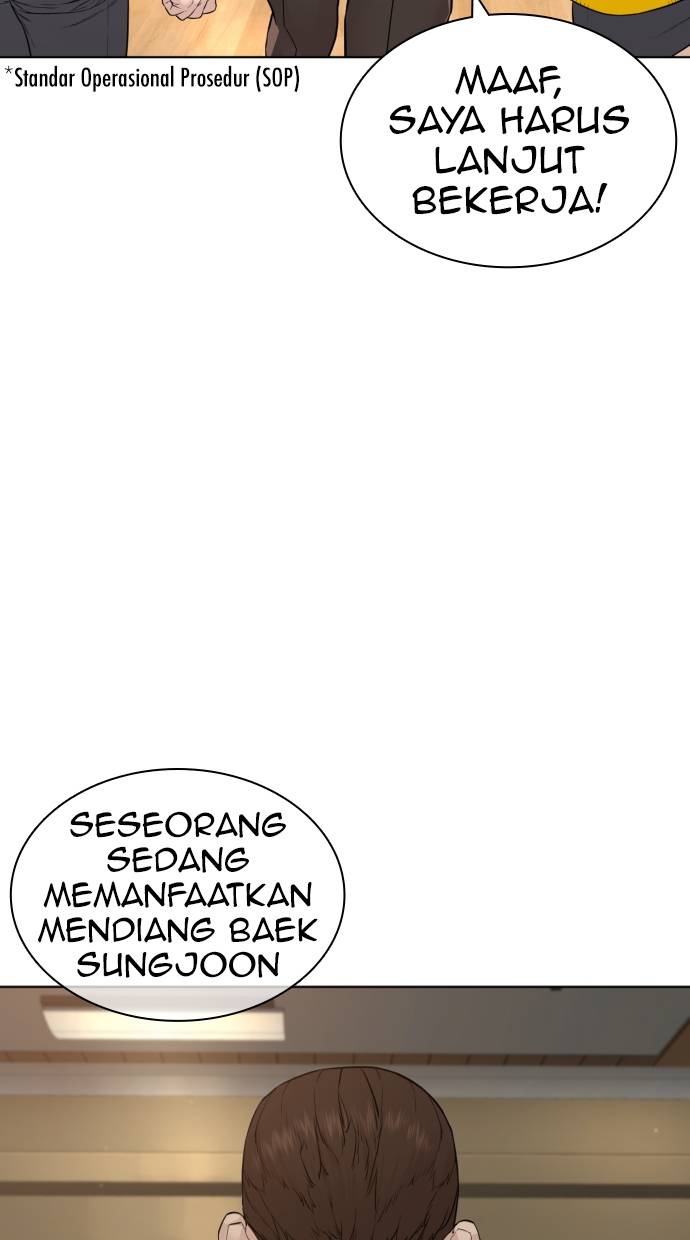 *Standar Operasional Prosedur (SOP)
MAAF,
SAYA HARUS
LANJUT
BEKERJA!
SESEORANG
SEDANG
MEMANFAATKAN
MENDIANG BAEK
SUNGJOON